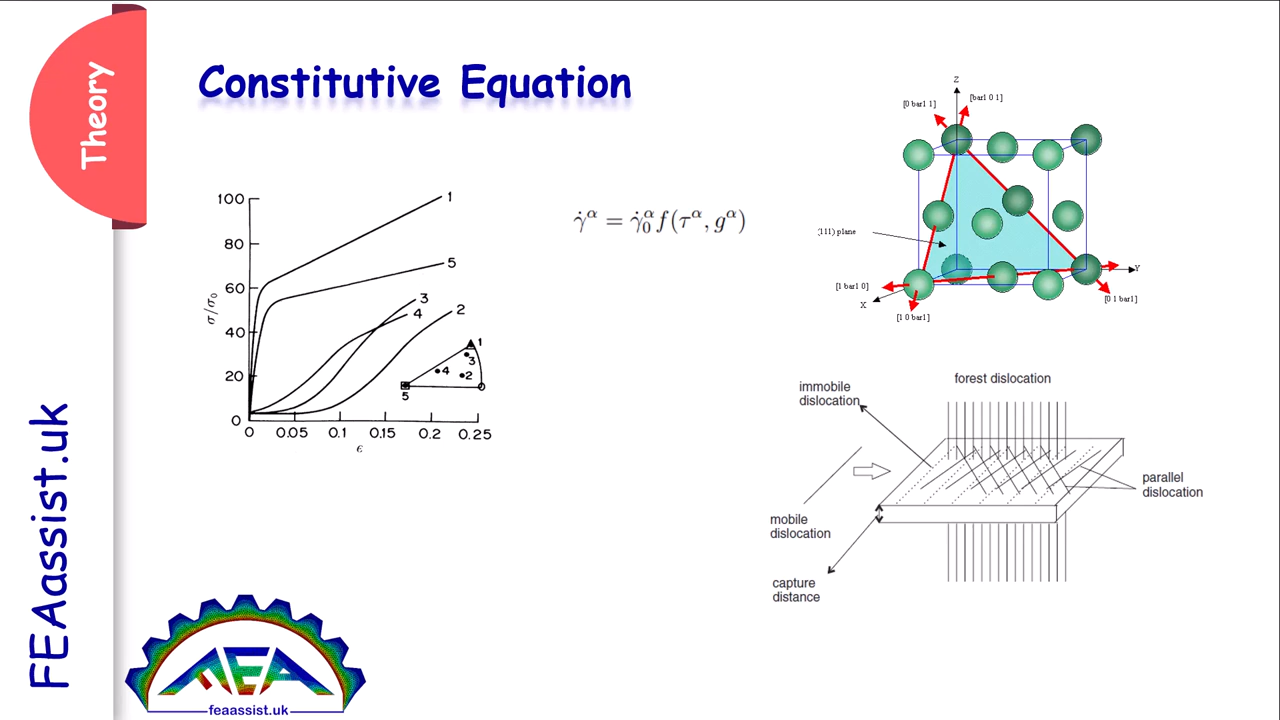 Theory
FEAassist.uk
Constitutive Equation
100
80
60
40
20
0
σ/σ₀
0 0.05 0.1 0.15 0.2 0.25
ϵ
1
5
3
4
2
1
3
4
2
5
γ̇^α = γ̇₀^α f(τ^α, g^α)
Z
[0 bar1 1]
[bar1 0 1]
(111) plane
Y
[1 bar1 0]
X
[0 1 bar1]
[1 0 bar1]
forest dislocation
immobile
dislocation
parallel
dislocation
mobile
dislocation
capture
distance
FEA
feaassist.uk